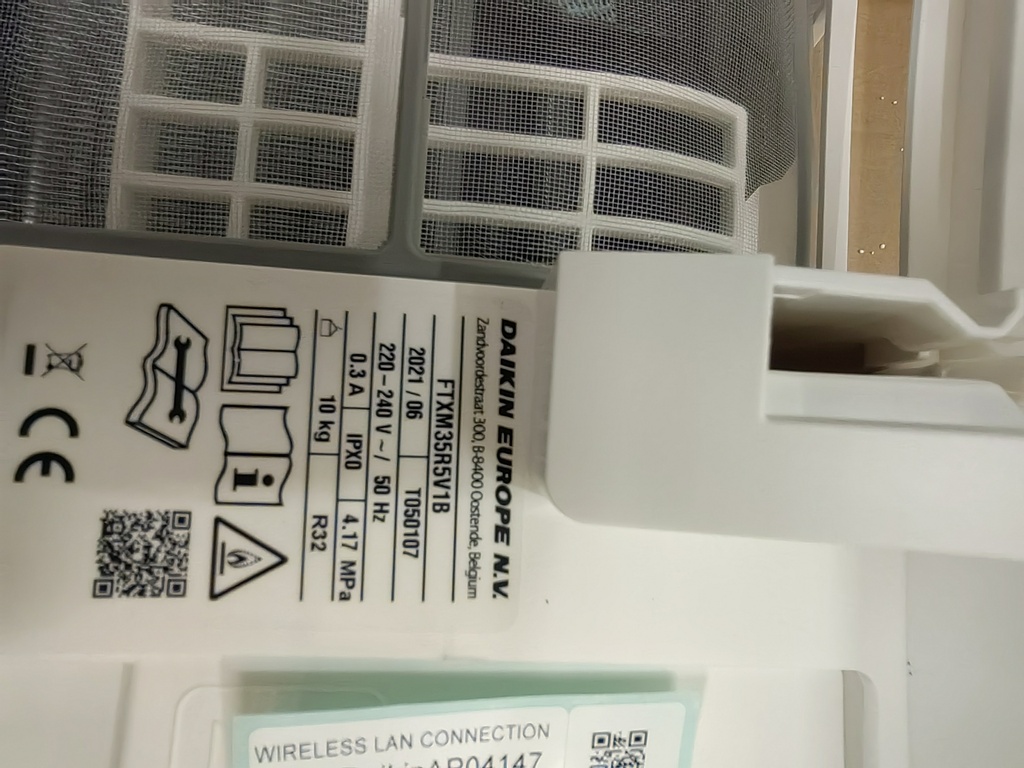 DAIKIN EUROPE N.V.
Zandvoordestraat 300, B-8400 Oostende, Belgium
FTXM35R5V1B
2021 / 06 T050107
220 – 240 V ~ / 50 Hz
0.3 A IPX0 4.17 MPa
10 kg R32
i
CE
WIRELESS LAN CONNECTION
AP04147